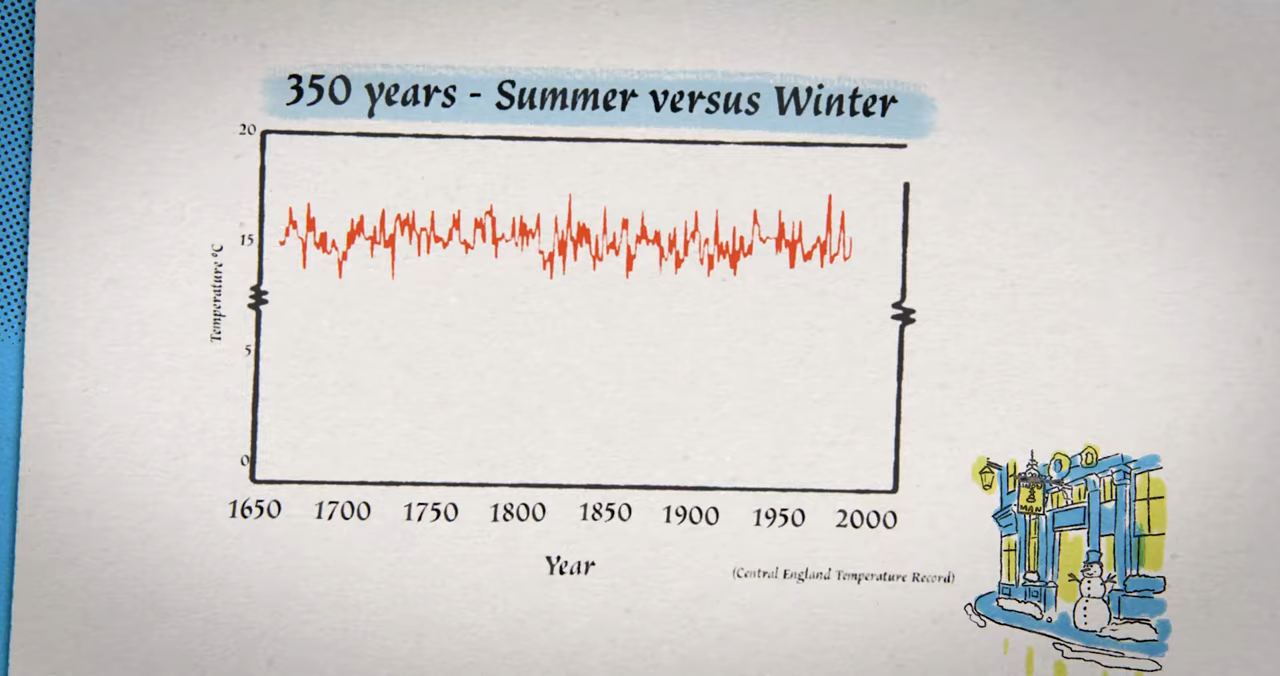 350 years - Summer versus Winter
20
15
5
0
Temperature °C
1650 1700 1750 1800 1850 1900 1950 2000
Year
(Central England Temperature Record)
MAN